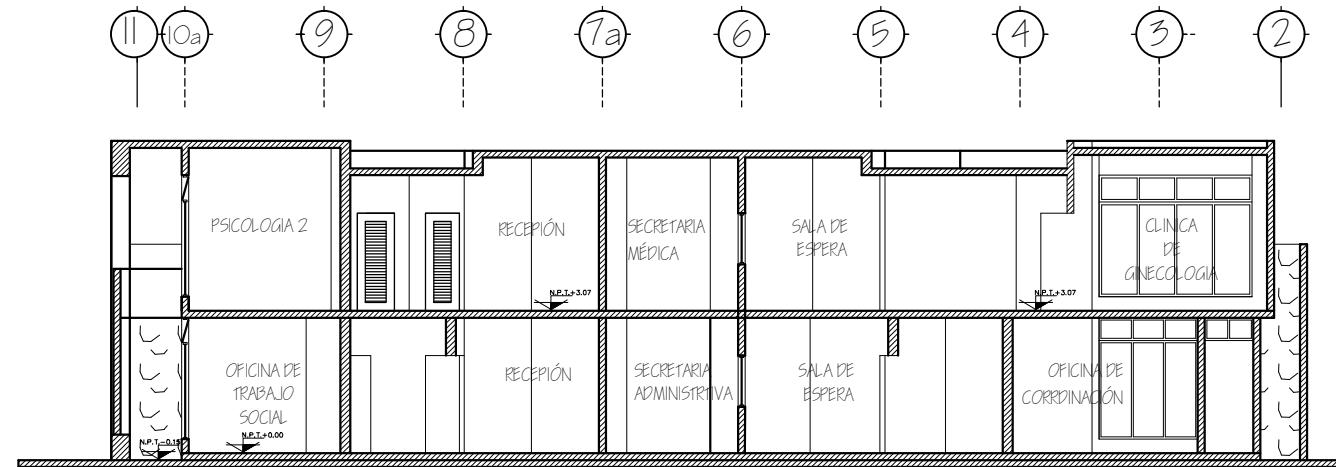 11 10a 9 8 7a 6 5 4 3 2
PSICOLOGIA 2
RECEPIÓN
SECRETARIA
MÉDICA
SALA DE
ESPERA
CLINICA
DE
GINECOLOGIA
N.P.T.+3.07
N.P.T.+3.07
OFICINA DE
TRABAJO
SOCIAL
RECEPIÓN
SECRETARIA
ADMINISTRTIVA
SALA DE
ESPERA
OFICINA DE
COPRDINACIÓN
N.P.T.-0.15
N.P.T.+0.00